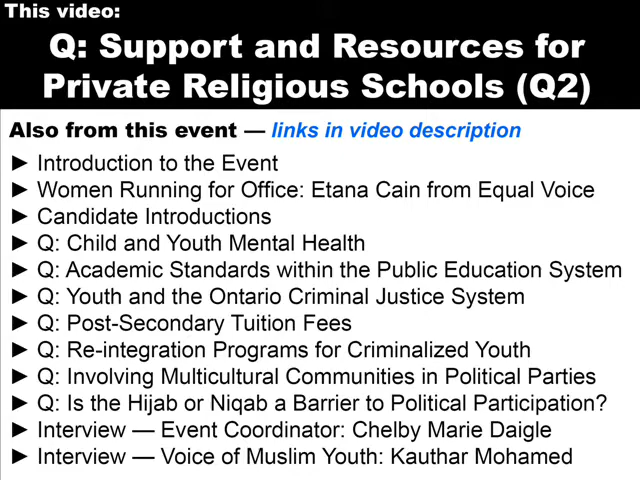 This video:
Q: Support and Resources for
Private Religious Schools (Q2)
Also from this event — links in video description
► Introduction to the Event
► Women Running for Office: Etana Cain from Equal Voice
► Candidate Introductions
► Q: Child and Youth Mental Health
► Q: Academic Standards within the Public Education System
► Q: Youth and the Ontario Criminal Justice System
► Q: Post-Secondary Tuition Fees
► Q: Re-integration Programs for Criminalized Youth
► Q: Involving Multicultural Communities in Political Parties
► Q: Is the Hijab or Niqab a Barrier to Political Participation?
► Interview — Event Coordinator: Chelby Marie Daigle
► Interview — Voice of Muslim Youth: Kauthar Mohamed